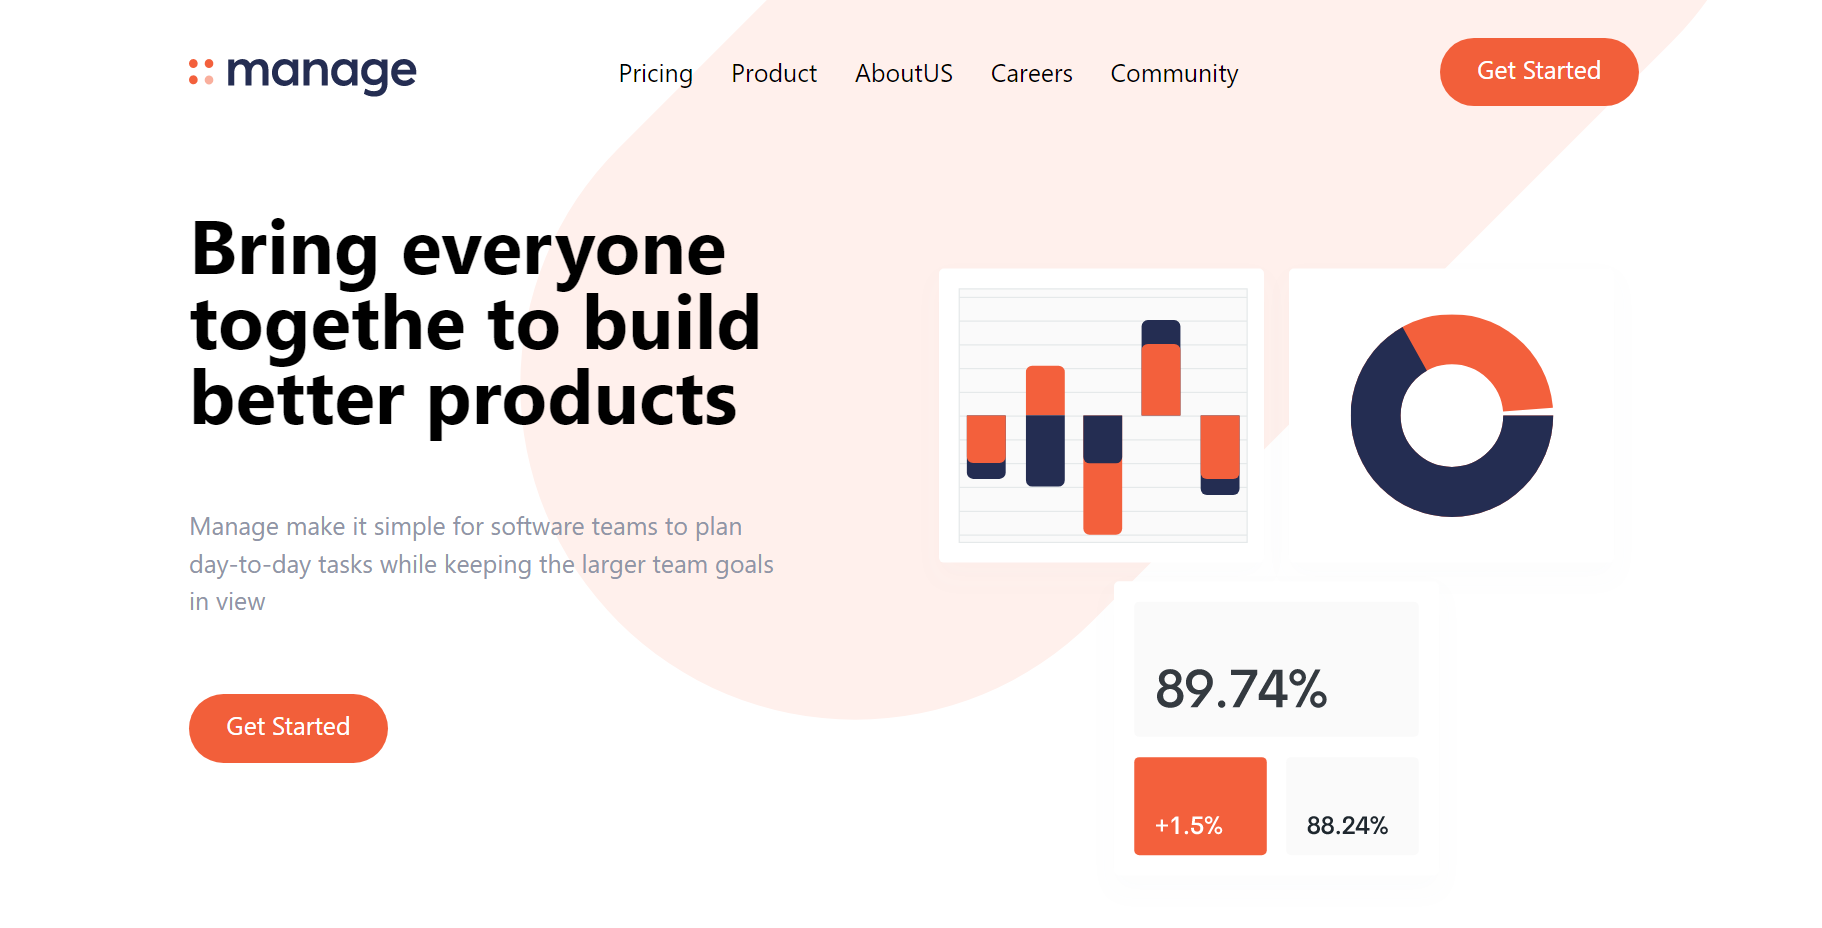 manage
Pricing Product AboutUS Careers Community
Get Started
Bring everyone
togethe to build
better products
Manage make it simple for software teams to plan
day-to-day tasks while keeping the larger team goals
in view
Get Started
89.74%
+1.5%
88.24%